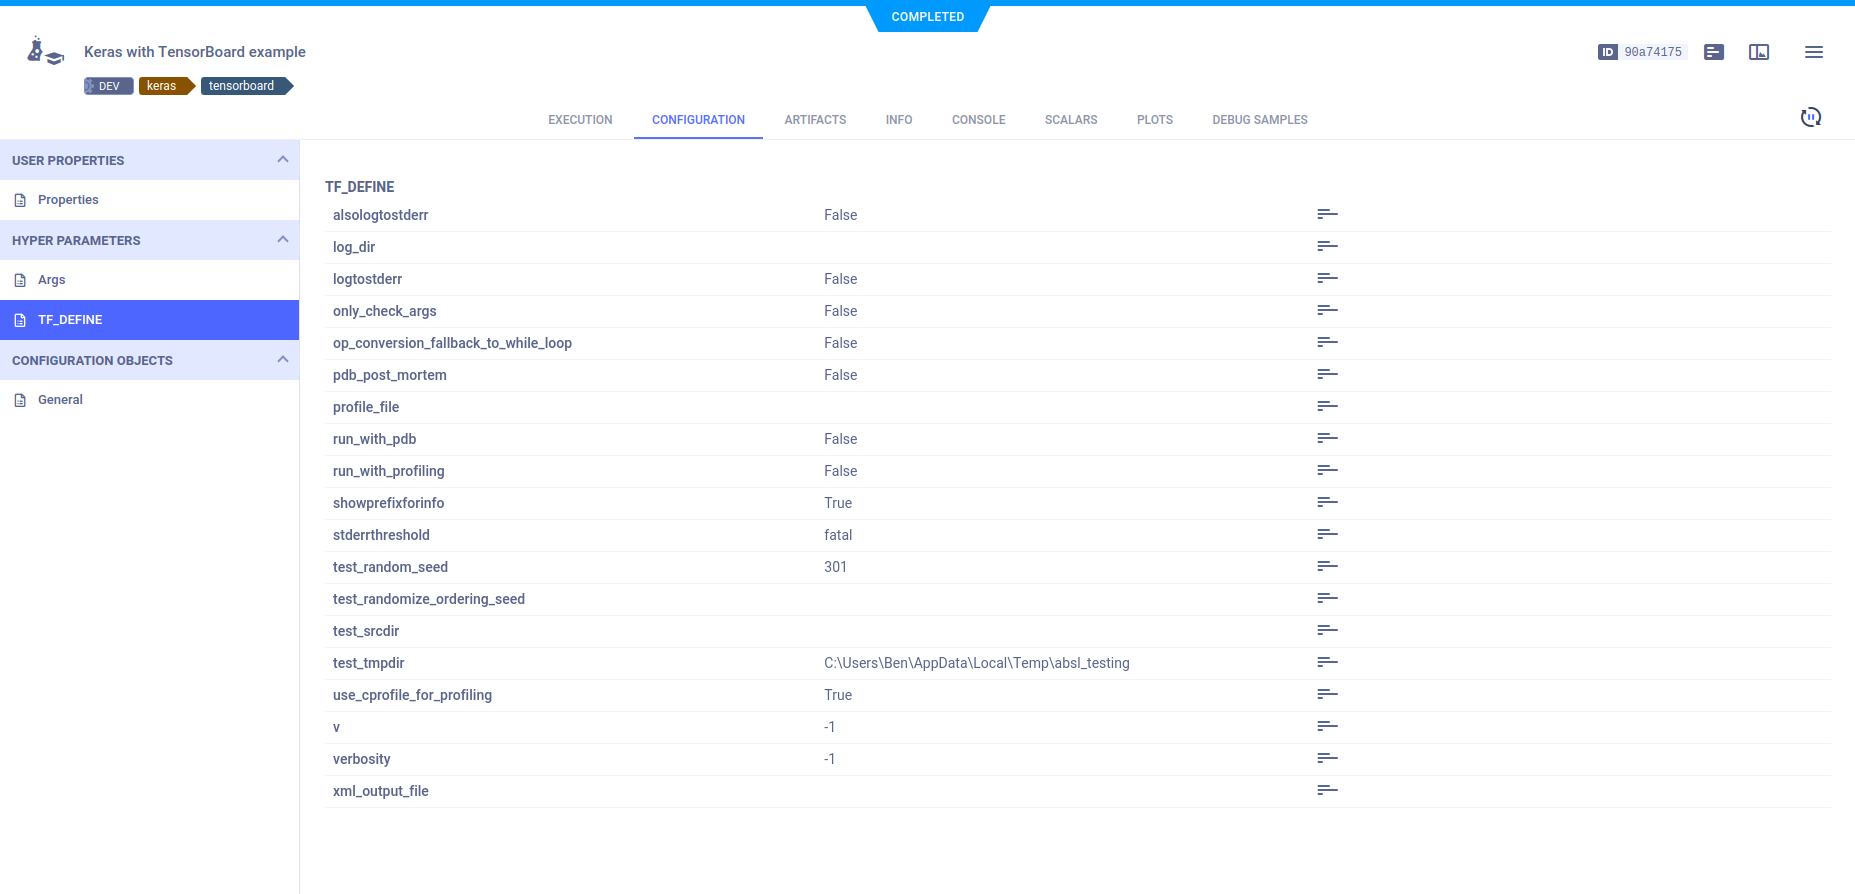 COMPLETED
Keras with TensorBoard example
ID 90a74175
DEV keras tensorboard
EXECUTION CONFIGURATION ARTIFACTS INFO CONSOLE SCALARS PLOTS DEBUG SAMPLES
USER PROPERTIES
Properties
HYPER PARAMETERS
Args
TF_DEFINE
CONFIGURATION OBJECTS
General
TF_DEFINE
alsologtostderr False
log_dir
logtostderr False
only_check_args False
op_conversion_fallback_to_while_loop False
pdb_post_mortem False
profile_file
run_with_pdb False
run_with_profiling False
showprefixforinfo True
stderrthreshold fatal
test_random_seed 301
test_randomize_ordering_seed
test_srcdir
test_tmpdir C:\Users\Ben\AppData\Local\Temp\absl_testing
use_cprofile_for_profiling True
v -1
verbosity -1
xml_output_file